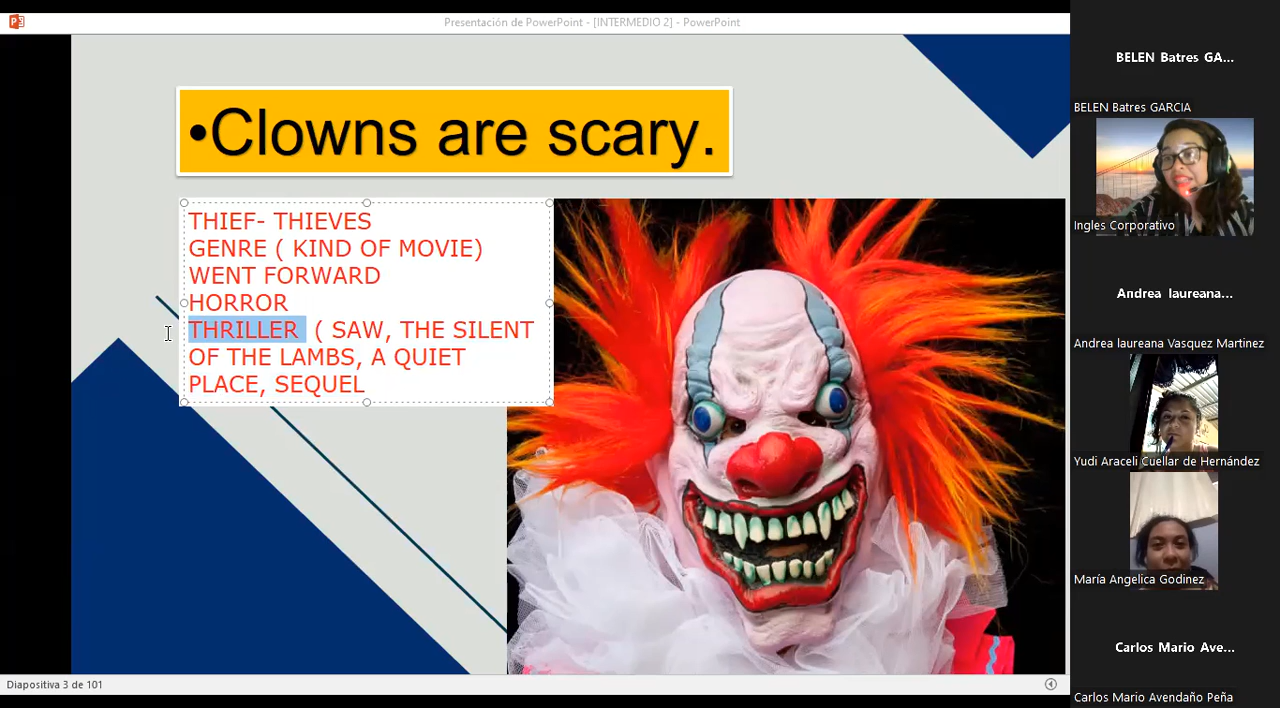 Presentación de PowerPoint - [INTERMEDIO 2] - PowerPoint
•Clowns are scary.
THIEF- THIEVES
GENRE ( KIND OF MOVIE)
WENT FORWARD
HORROR
THRILLER ( SAW, THE SILENT
OF THE LAMBS, A QUIET
PLACE, SEQUEL
Diapositiva 3 de 101
BELEN Batres GA...
BELEN Batres GARCIA
Ingles Corporativo
Andrea laureana...
Andrea laureana Vasquez Martinez
Yudi Araceli Cuellar de Hernández
María Angelica Godinez
Carlos Mario Ave...
Carlos Mario Avendaño Peña